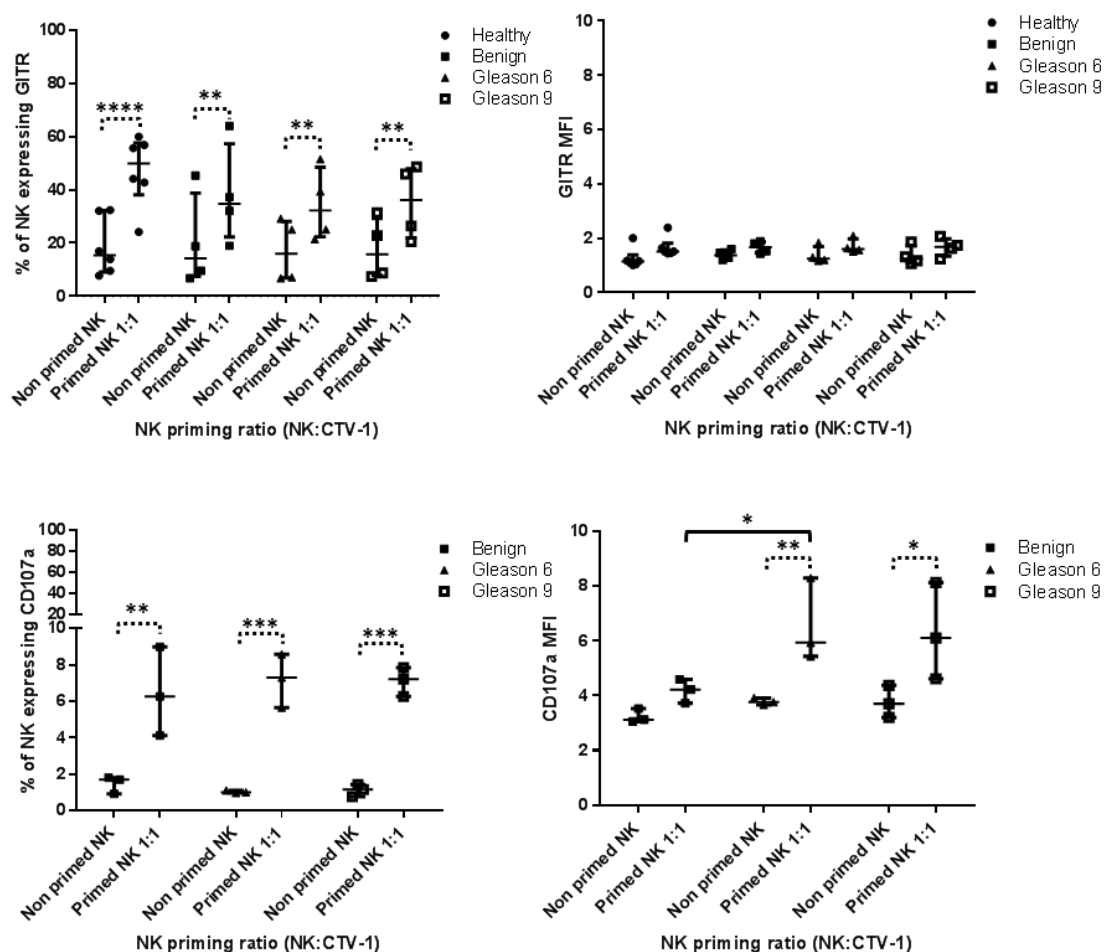 % of NK expressing GITR
100
80
60
40
20
0
****
**
**
**
Healthy
Benign
Gleason 6
Gleason 9
Non primed NK
Primed NK 1:1
Non primed NK
Primed NK 1:1
Non primed NK
Primed NK 1:1
Non primed NK
Primed NK 1:1
NK priming ratio (NK:CTV-1)
GITR MFI
10
8
6
4
2
0
Healthy
Benign
Gleason 6
Gleason 9
Non primed NK
Primed NK 1:1
Non primed NK
Primed NK 1:1
Non primed NK
Primed NK 1:1
Non primed NK
Primed NK 1:1
NK priming ratio (NK:CTV-1)
% of NK expressing CD107a
100
80
60
40
20
10
8
6
4
2
0
**
***
***
Benign
Gleason 6
Gleason 9
Non primed NK
Primed NK 1:1
Non primed NK
Primed NK 1:1
Non primed NK
Primed NK 1:1
NK priming ratio (NK:CTV-1)
CD107a MFI
10
8
6
4
2
0
*
**
*
Benign
Gleason 6
Gleason 9
Non primed NK
Primed NK 1:1
Non primed NK
Primed NK 1:1
Non primed NK
Primed NK 1:1
NK priming ratio (NK:CTV-1)